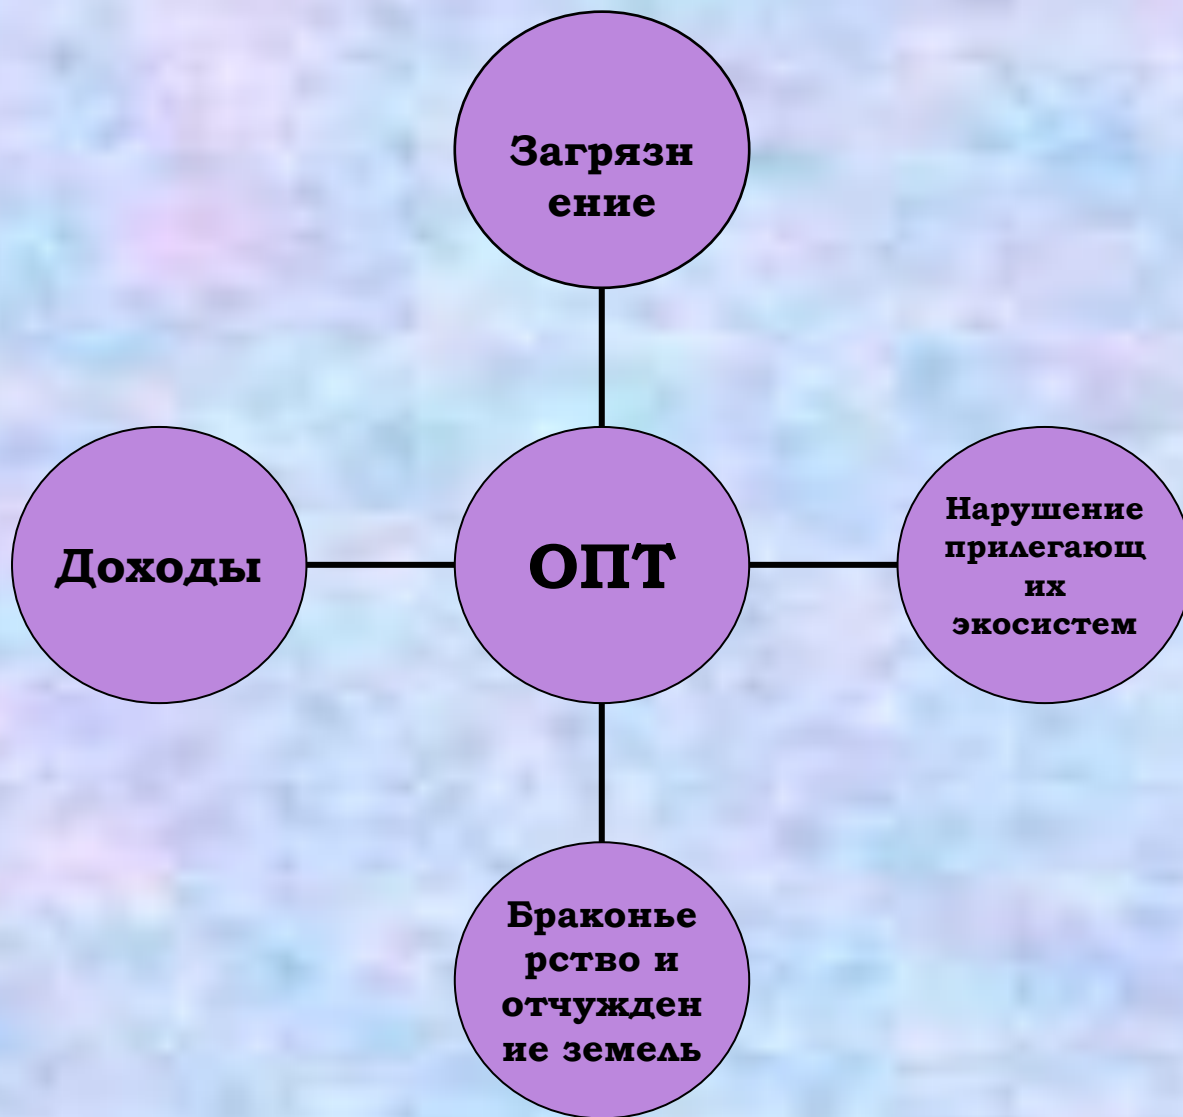 Загрязн
ение
Доходы
ОПТ
Нарушение
прилегающ
их
экосистем
Браконье
рство и
отчужден
ие земель